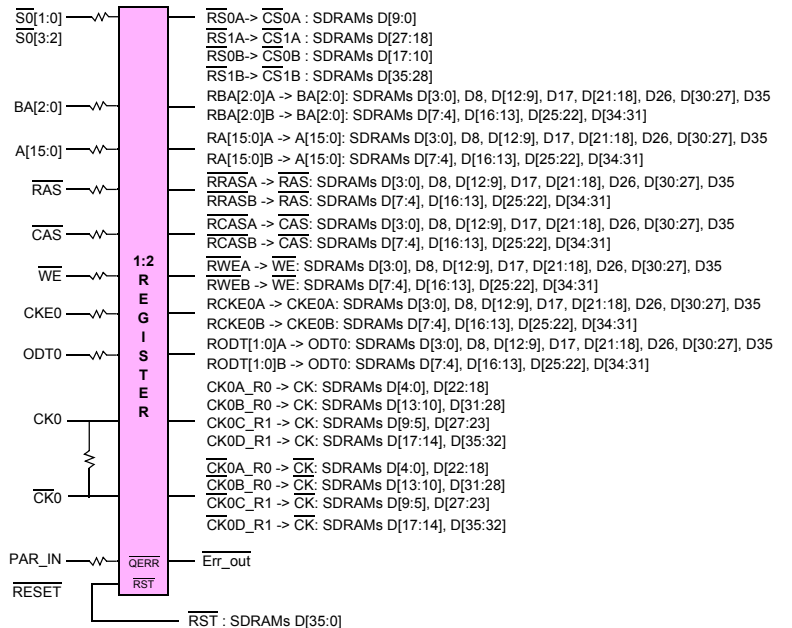 S0[1:0]
S0[3:2]
RS0A-> CS0A : SDRAMs D[9:0]
RS1A-> CS1A : SDRAMs D[27:18]
RS0B-> CS0B : SDRAMs D[17:10]
RS1B-> CS1B : SDRAMs D[35:28]
BA[2:0]
RBA[2:0]A -> BA[2:0]: SDRAMs D[3:0], D8, D[12:9], D17, D[21:18], D26, D[30:27], D35
RBA[2:0]B -> BA[2:0]: SDRAMs D[7:4], D[16:13], D[25:22], D[34:31]
A[15:0]
RA[15:0]A -> A[15:0]: SDRAMs D[3:0], D8, D[12:9], D17, D[21:18], D26, D[30:27], D35
RA[15:0]B -> A[15:0]: SDRAMs D[7:4], D[16:13], D[25:22], D[34:31]
RAS
RRASA -> RAS: SDRAMs D[3:0], D8, D[12:9], D17, D[21:18], D26, D[30:27], D35
RRASB -> RAS: SDRAMs D[7:4], D[16:13], D[25:22], D[34:31]
CAS
RCASA -> CAS: SDRAMs D[3:0], D8, D[12:9], D17, D[21:18], D26, D[30:27], D35
RCASB -> CAS: SDRAMs D[7:4], D[16:13], D[25:22], D[34:31]
WE
RWEA -> WE: SDRAMs D[3:0], D8, D[12:9], D17, D[21:18], D26, D[30:27], D35
RWEB -> WE: SDRAMs D[7:4], D[16:13], D[25:22], D[34:31]
CKE0
RCKE0A -> CKE0A: SDRAMs D[3:0], D8, D[12:9], D17, D[21:18], D26, D[30:27], D35
RCKE0B -> CKE0B: SDRAMs D[7:4], D[16:13], D[25:22], D[34:31]
ODT0
RODT[1:0]A -> ODT0: SDRAMs D[3:0], D8, D[12:9], D17, D[21:18], D26, D[30:27], D35
RODT[1:0]B -> ODT0: SDRAMs D[7:4], D[16:13], D[25:22], D[34:31]
1:2
R
E
G
I
S
T
E
R
CK0
CK0A_R0 -> CK: SDRAMs D[4:0], D[22:18]
CK0B_R0 -> CK: SDRAMs D[13:10], D[31:28]
CK0C_R1 -> CK: SDRAMs D[9:5], D[27:23]
CK0D_R1 -> CK: SDRAMs D[17:14], D[35:32]
CK0
CK0A_R0 -> CK: SDRAMs D[4:0], D[22:18]
CK0B_R0 -> CK: SDRAMs D[13:10], D[31:28]
CK0C_R1 -> CK: SDRAMs D[9:5], D[27:23]
CK0D_R1 -> CK: SDRAMs D[17:14], D[35:32]
PAR_IN
QERR
Err_out
RESET
RST
RST : SDRAMs D[35:0]